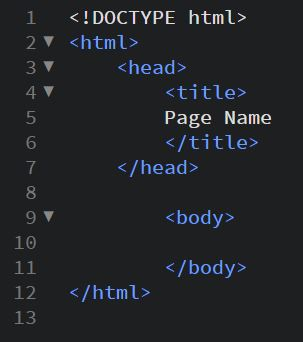 1 <!DOCTYPE html>
2 <html>
3 <head>
4 <title>
5 Page Name
6 </title>
7 </head>
8
9 <body>
10
11 </body>
12 </html>
13